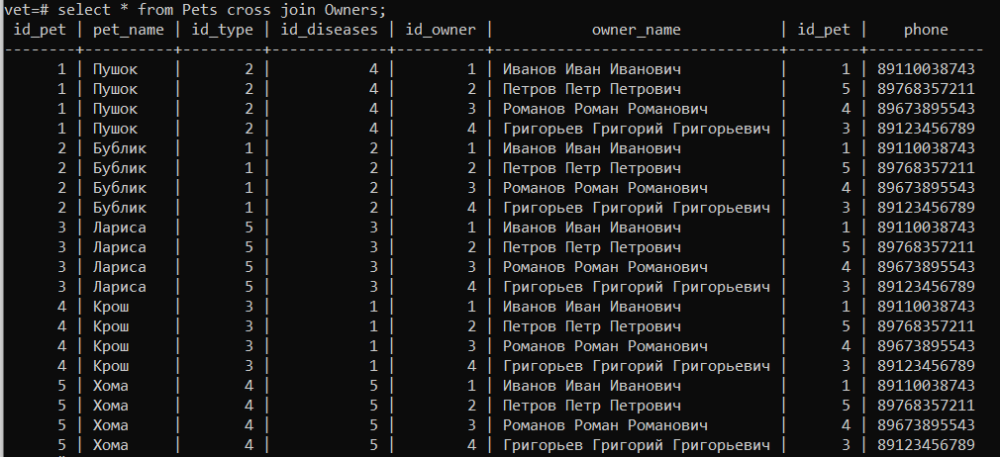 vet=# select * from Pets cross join Owners;
 id_pet | pet_name | id_type | id_diseases | id_owner |           owner_name           | id_pet |    phone
--------+----------+---------+-------------+----------+--------------------------------+--------+-------------
      1 | Пушок    |       2 |           4 |        1 | Иванов Иван Иванович           |      1 | 89110038743
      1 | Пушок    |       2 |           4 |        2 | Петров Петр Петрович           |      5 | 89768357211
      1 | Пушок    |       2 |           4 |        3 | Романов Роман Романович        |      4 | 89673895543
      1 | Пушок    |       2 |           4 |        4 | Григорьев Григорий Григорьевич |      3 | 89123456789
      2 | Бублик   |       1 |           2 |        1 | Иванов Иван Иванович           |      1 | 89110038743
      2 | Бублик   |       1 |           2 |        2 | Петров Петр Петрович           |      5 | 89768357211
      2 | Бублик   |       1 |           2 |        3 | Романов Роман Романович        |      4 | 89673895543
      2 | Бублик   |       1 |           2 |        4 | Григорьев Григорий Григорьевич |      3 | 89123456789
      3 | Лариса   |       5 |           3 |        1 | Иванов Иван Иванович           |      1 | 89110038743
      3 | Лариса   |       5 |           3 |        2 | Петров Петр Петрович           |      5 | 89768357211
      3 | Лариса   |       5 |           3 |        3 | Романов Роман Романович        |      4 | 89673895543
      3 | Лариса   |       5 |           3 |        4 | Григорьев Григорий Григорьевич |      3 | 89123456789
      4 | Крош     |       3 |           1 |        1 | Иванов Иван Иванович           |      1 | 89110038743
      4 | Крош     |       3 |           1 |        2 | Петров Петр Петрович           |      5 | 89768357211
      4 | Крош     |       3 |           1 |        3 | Романов Роман Романович        |      4 | 89673895543
      4 | Крош     |       3 |           1 |        4 | Григорьев Григорий Григорьевич |      3 | 89123456789
      5 | Хома     |       4 |           5 |        1 | Иванов Иван Иванович           |      1 | 89110038743
      5 | Хома     |       4 |           5 |        2 | Петров Петр Петрович           |      5 | 89768357211
      5 | Хома     |       4 |           5 |        3 | Романов Роман Романович        |      4 | 89673895543
      5 | Хома     |       4 |           5 |        4 | Григорьев Григорий Григорьевич |      3 | 89123456789